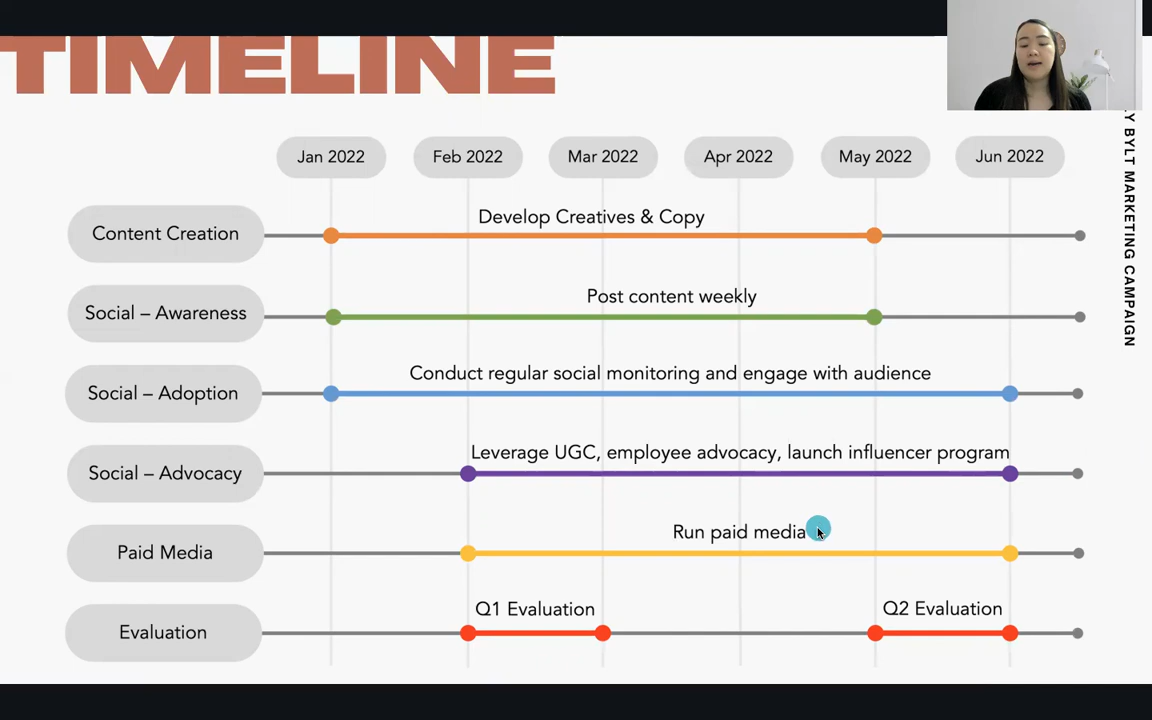 TIMELINE
Jan 2022 Feb 2022 Mar 2022 Apr 2022 May 2022 Jun 2022
Content Creation
Develop Creatives & Copy
Social – Awareness
Post content weekly
Social – Adoption
Conduct regular social monitoring and engage with audience
Social – Advocacy
Leverage UGC, employee advocacy, launch influencer program
Paid Media
Run paid media
Evaluation
Q1 Evaluation
Q2 Evaluation
BYLT MARKETING CAMPAIGN